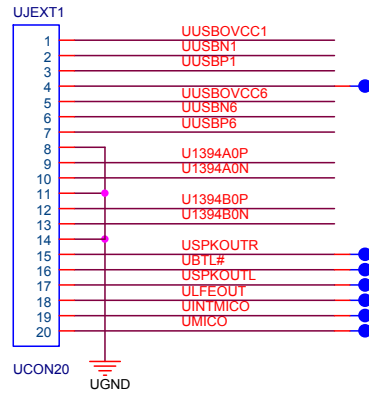 UJEXT1
UUSBOVCC1
1
UUSBN1
2
UUSBP1
3
4
UUSBOVCC6
5
UUSBN6
6
UUSBP6
7
8
U1394A0P
9
U1394A0N
10
11
U1394B0P
12
U1394B0N
13
14
USPKOUTR
15
UBTL#
16
USPKOUTL
17
ULFEOUT
18
UINTMICO
19
UMICO
20
UCON20
UGND